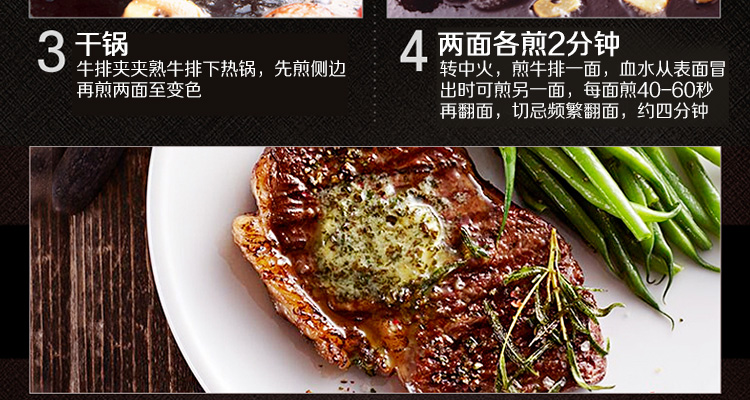 3 干锅
牛排夹夹熟牛排下热锅，先煎侧边
再煎两面至变色
4 两面各煎2分钟
转中火，煎牛排一面，血水从表面冒
出时可煎另一面，每面煎40-60秒
再翻面，切忌频繁翻面，约四分钟